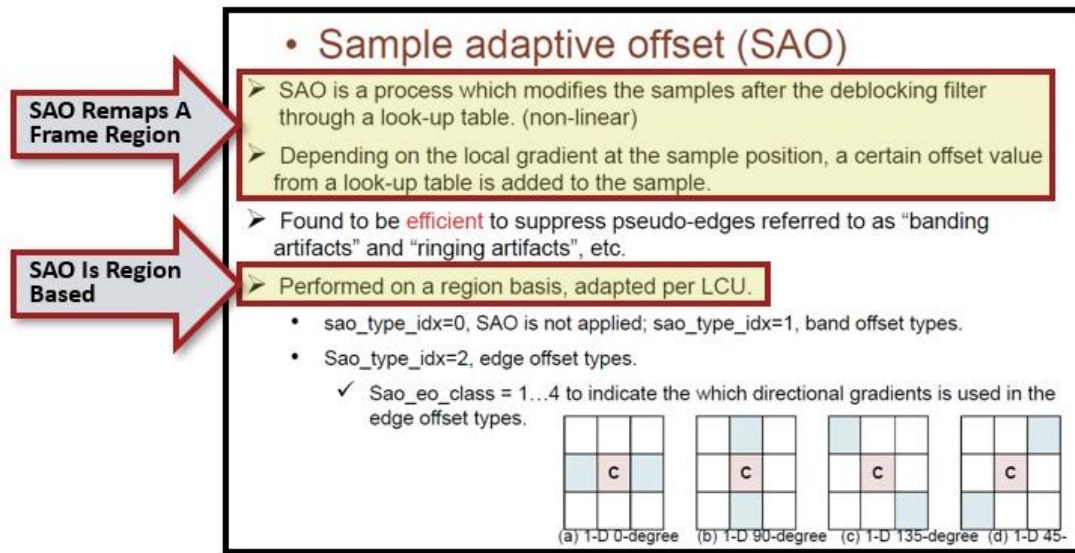 • Sample adaptive offset (SAO)
SAO Remaps A
Frame Region
➤ SAO is a process which modifies the samples after the deblocking filter
through a look-up table. (non-linear)
➤ Depending on the local gradient at the sample position, a certain offset value
from a look-up table is added to the sample.
➤ Found to be efficient to suppress pseudo-edges referred to as “banding
artifacts” and “ringing artifacts”, etc.
SAO Is Region
Based
➤ Performed on a region basis, adapted per LCU.
• sao_type_idx=0, SAO is not applied; sao_type_idx=1, band offset types.
• Sao_type_idx=2, edge offset types.
✓ Sao_eo_class = 1…4 to indicate the which directional gradients is used in the
edge offset types.
C C C C
(a) 1-D 0-degree (b) 1-D 90-degree (c) 1-D 135-degree (d) 1-D 45-